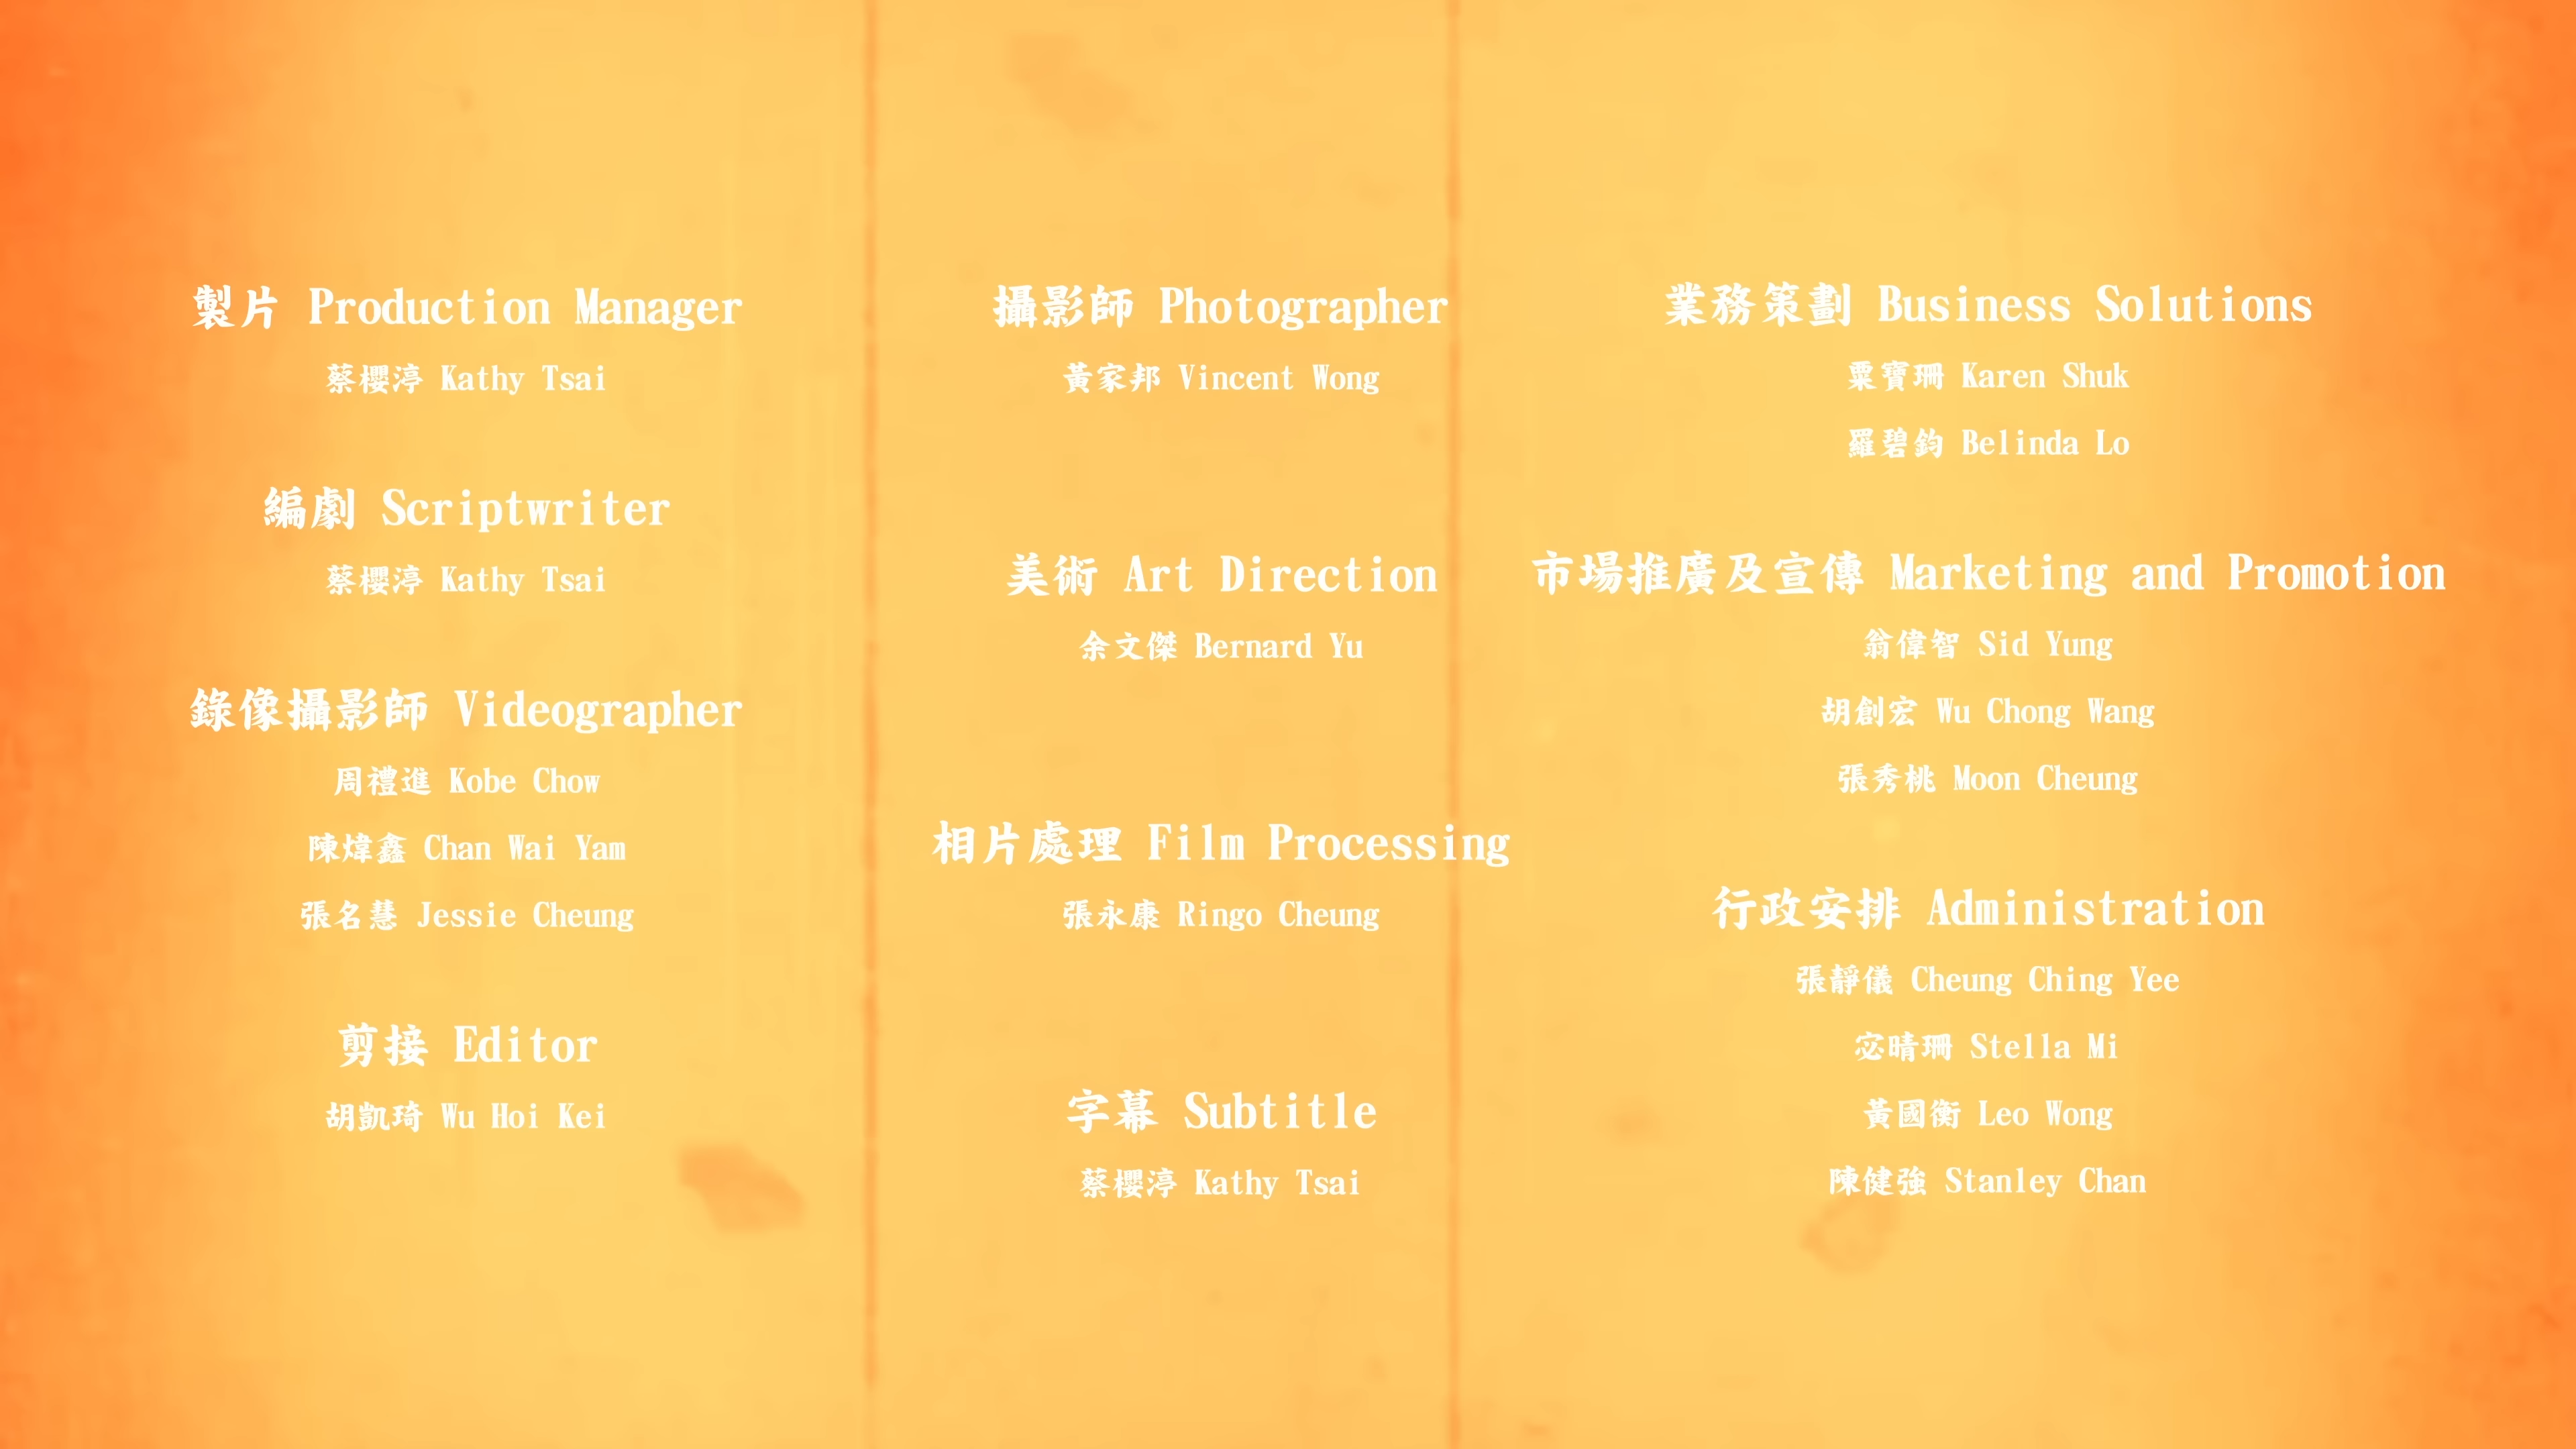 製片 Production Manager
蔡櫻渟 Kathy Tsai
編劇 Scriptwriter
蔡櫻渟 Kathy Tsai
錄像攝影師 Videographer
周禮進 Kobe Chow
陳煒鑫 Chan Wai Yam
張名慧 Jessie Cheung
剪接 Editor
胡凱琦 Wu Hoi Kei
攝影師 Photographer
黃家邦 Vincent Wong
美術 Art Direction
余文傑 Bernard Yu
相片處理 Film Processing
張永康 Ringo Cheung
字幕 Subtitle
蔡櫻渟 Kathy Tsai
業務策劃 Business Solutions
粟寶珊 Karen Shuk
羅碧鈞 Belinda Lo
市場推廣及宣傳 Marketing and Promotion
翁偉智 Sid Yung
胡創宏 Wu Chong Wang
張秀桃 Moon Cheung
行政安排 Administration
張靜儀 Cheung Ching Yee
宓晴珊 Stella Mi
黃國衡 Leo Wong
陳健強 Stanley Chan